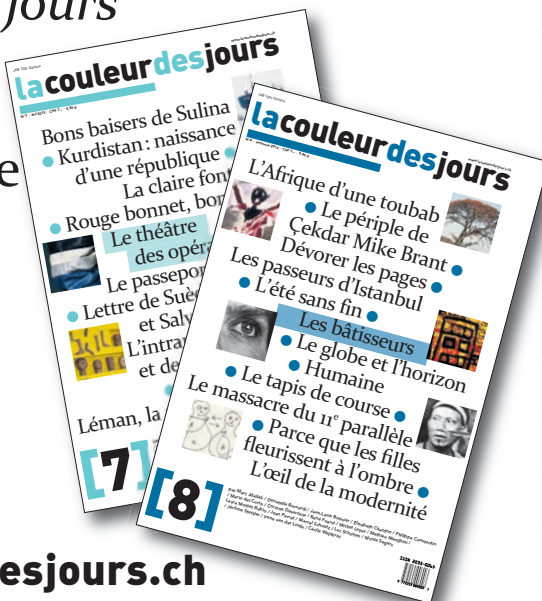 jours
e
lacouleurdesjours
Bons baisers de Sulina
• Kurdistan : naissance
d'une république •
La claire fon
• Rouge bonnet, bon
Le théâtre
des opéra
Le passepor
• Lettre de Suè
et Saly
L'intra
et de
Léman, la
[7]
lacouleurdesjours
L'Afrique d'une toubab
• Le périple de
Çekdar Mike Brant •
Dévorer les pages •
Les passeurs d'Istanbul
• L'été sans fin •
Les bâtisseurs
• Le globe et l'horizon
• Humaine
• Le tapis de course •
Le massacre du 11e parallèle
• Parce que les filles
fleurissent à l'ombre •
L'œil de la modernité
[8]
esjours.ch